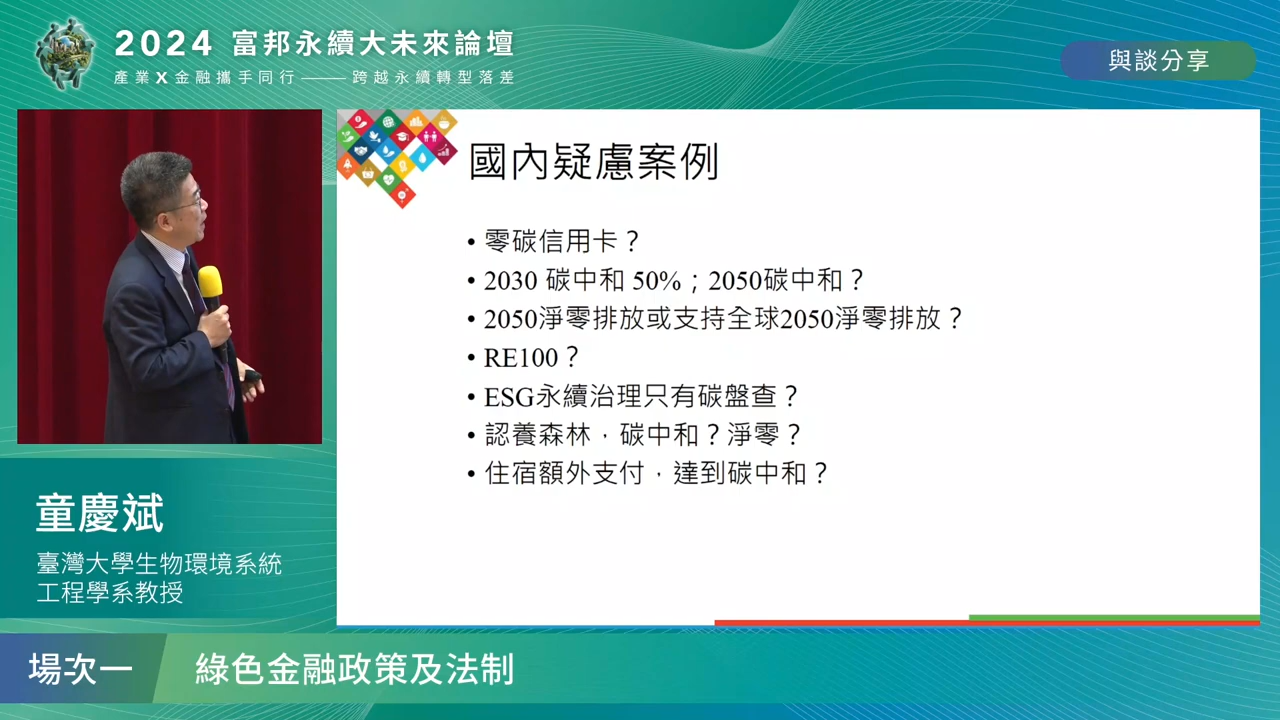 2024 富邦永續大未來論壇
產業X金融攜手同行——跨越永續轉型落差
與談分享
國內疑慮案例
• 零碳信用卡？
• 2030 碳中和 50%；2050碳中和？
• 2050淨零排放或支持全球2050淨零排放？
• RE100？
• ESG永續治理只有碳盤查？
• 認養森林，碳中和？淨零？
• 住宿額外支付，達到碳中和？
童慶斌
臺灣大學生物環境系統
工程學系教授
場次一
綠色金融政策及法制